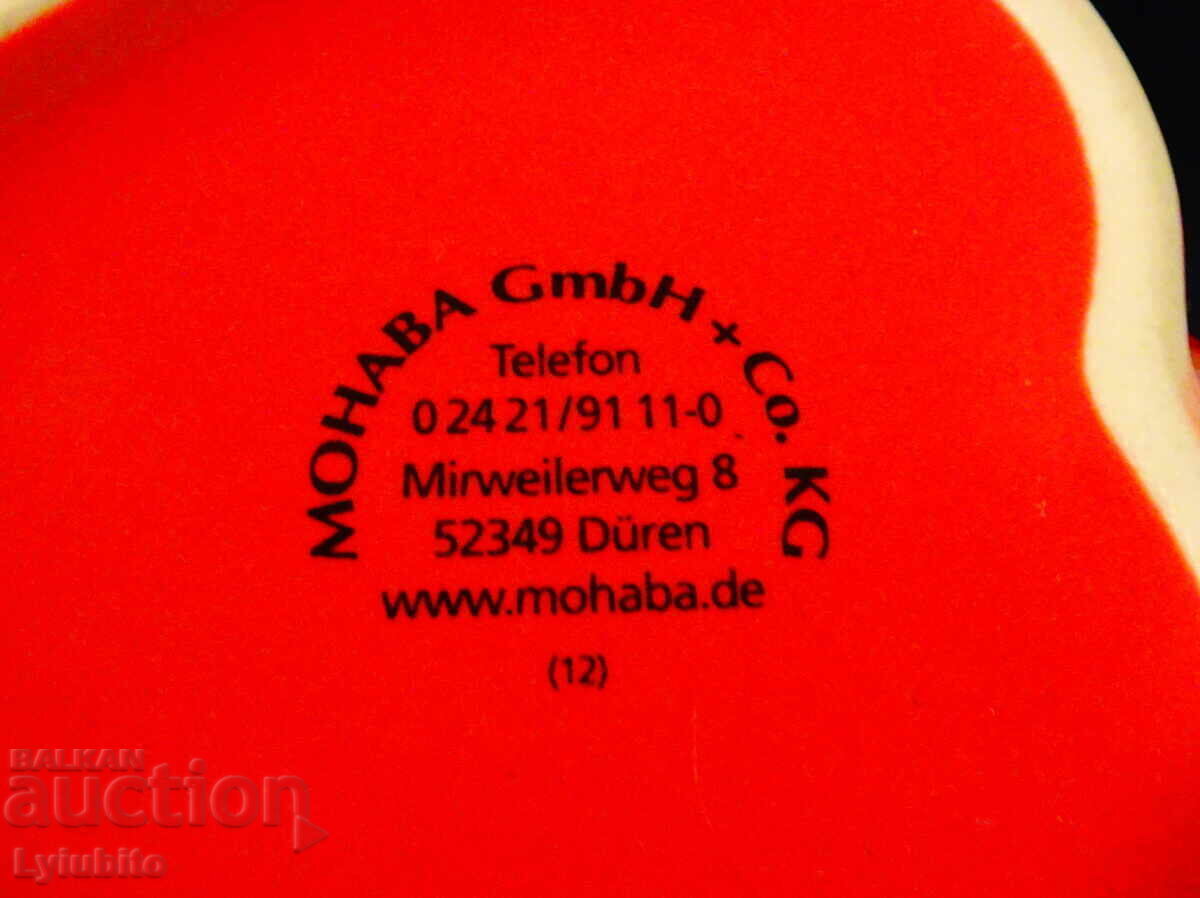 MOHABA GmbH + Co. KG
Telefon
0 24 21/91 11-0
Mirweilerweg 8
52349 Düren
www.mohaba.de
(12)
BALKAN
auction
Lyiubito